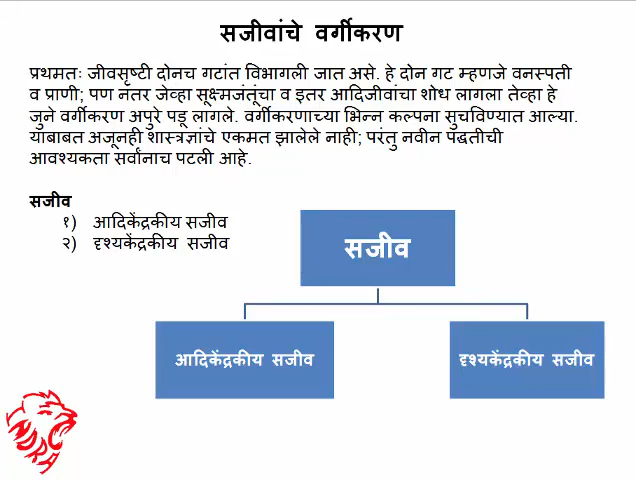 सजीवांचे वर्गीकरण
प्रथमतः जीवसृष्टी दोनच गटांत विभागली जात असे. हे दोन गट म्हणजे वनस्पती
व प्राणी; पण नंतर जेव्हा सूक्ष्मजंतूंचा व इतर आदिजीवांचा शोध लागला तेव्हा हे
जुने वर्गीकरण अपुरे पडू लागले. वर्गीकरणाच्या भिन्न कल्पना सुचविण्यात आल्या.
याबाबत अजूनही शास्त्रज्ञांचे एकमत झालेले नाही; परंतु नवीन पद्धतीची
आवश्यकता सर्वांनाच पटली आहे.
सजीव
१) आदिकेंद्रकीय सजीव
२) दृश्यकेंद्रकीय सजीव
सजीव
आदिकेंद्रकीय सजीव
दृश्यकेंद्रकीय सजीव